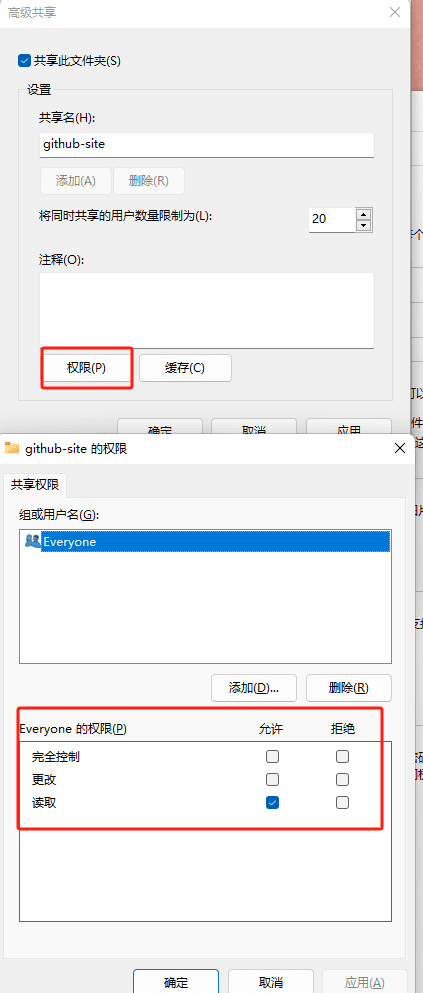 高级共享
共享此文件夹(S)
设置
共享名(H):
github-site
添加(A) 删除(R)
将同时共享的用户数量限制为(L): 20
注释(O):
权限(P) 缓存(C)
确定 取消 应用
github-site 的权限
共享权限
组或用户名(G):
Everyone
添加(D)... 删除(R)
Everyone 的权限(P) 允许 拒绝
完全控制
更改
读取
确定 取消 应用(A)